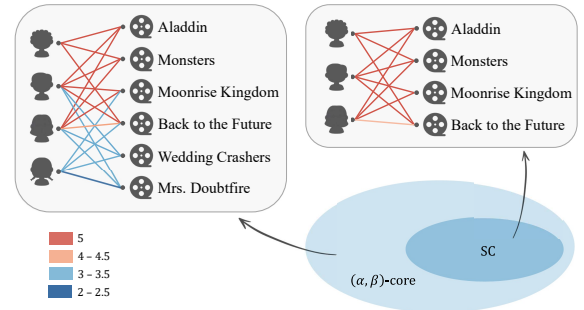 Aladdin
Monsters
Moonrise Kingdom
Back to the Future
Wedding Crashers
Mrs. Doubtfire
Aladdin
Monsters
Moonrise Kingdom
Back to the Future
5
4 – 4.5
3 – 3.5
2 – 2.5
SC
(α, β)-core